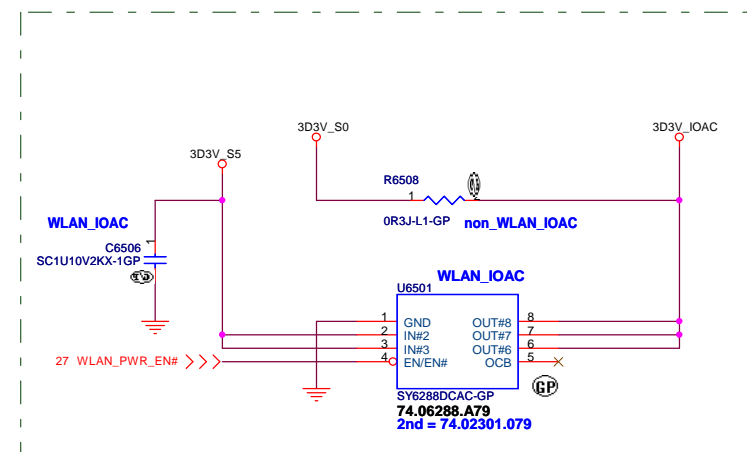 3D3V_S0
3D3V_IOAC
3D3V_S5
R6508
1
2
0R3J-L1-GP
non_WLAN_IOAC
WLAN_IOAC
1
C6506
SC1U10V2KX-1GP
WLAN_IOAC
U6501
1 GND OUT#8 8
2 IN#2 OUT#7 7
3 IN#3 OUT#6 6
4 EN/EN# OCB 5
27 WLAN_PWR_EN#
GP
SY6288DCAC-GP
74.06288.A79
2nd = 74.02301.079